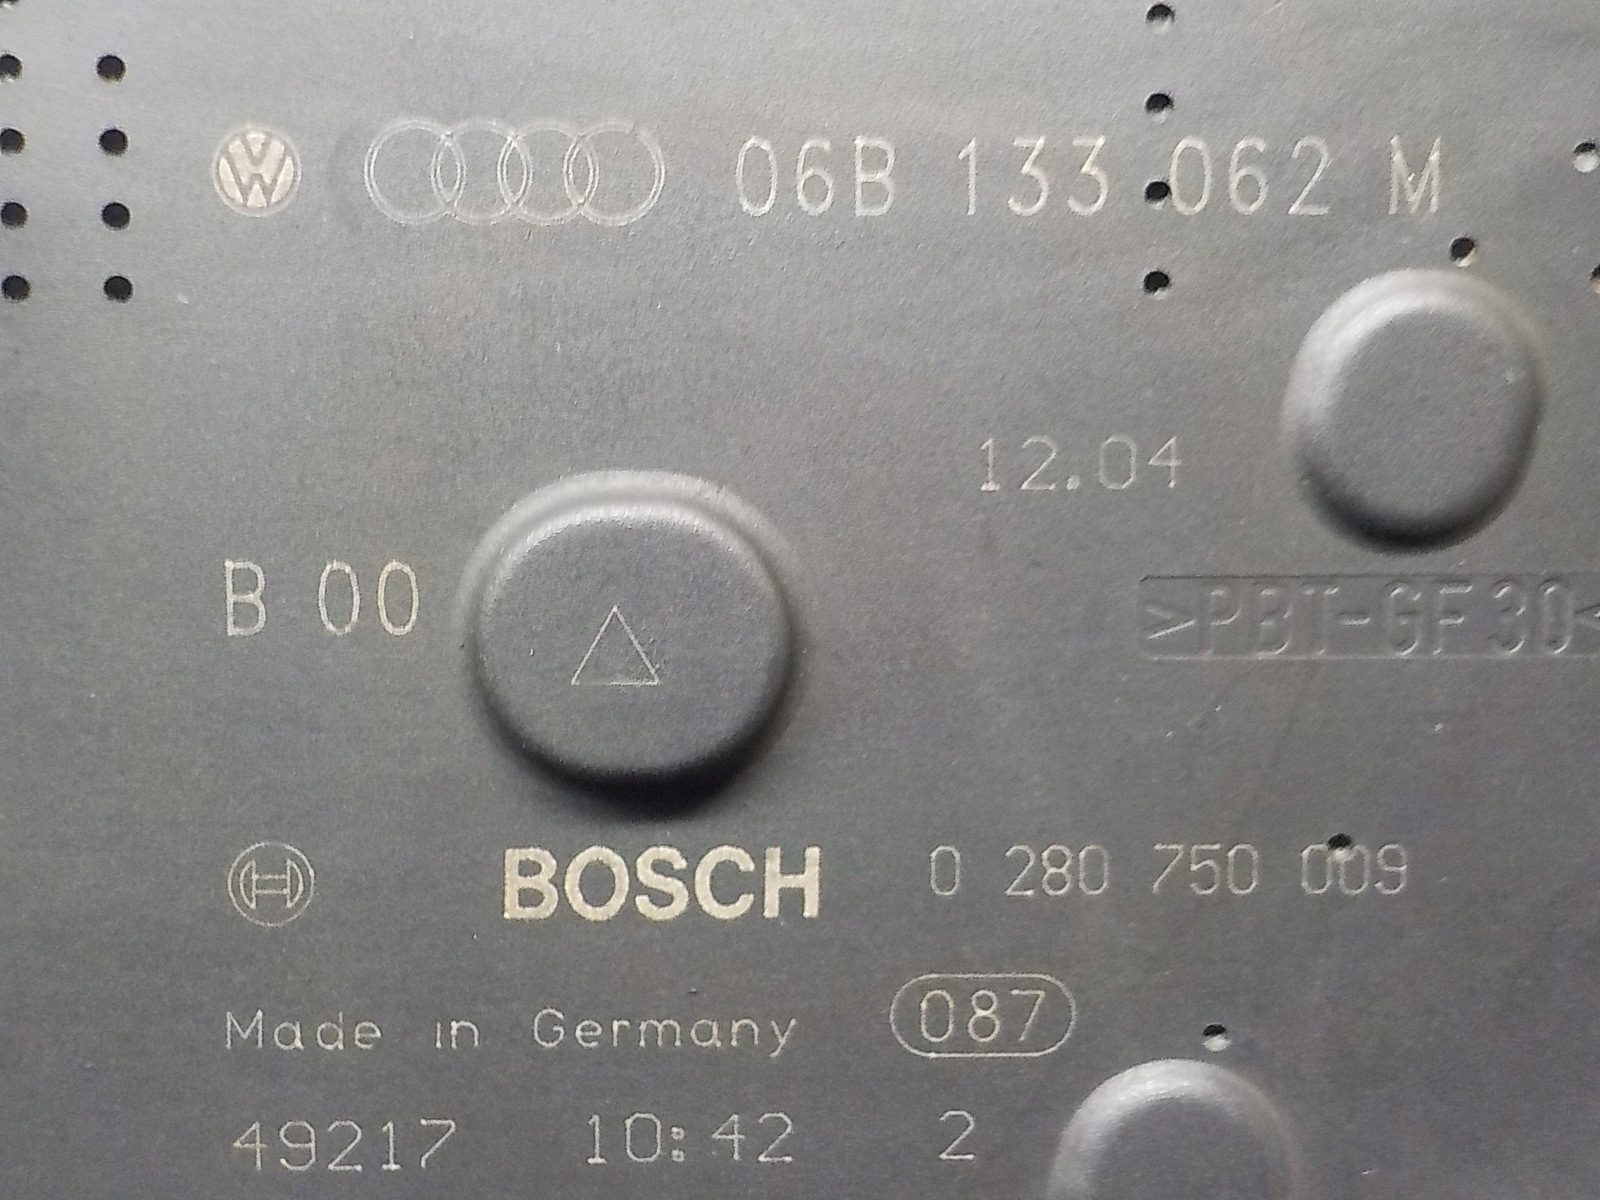 06B 133 062 M
12.04
B 00
>PBT-GF30<
BOSCH 0 280 750 009
Made in Germany 087
49217 10:42 2